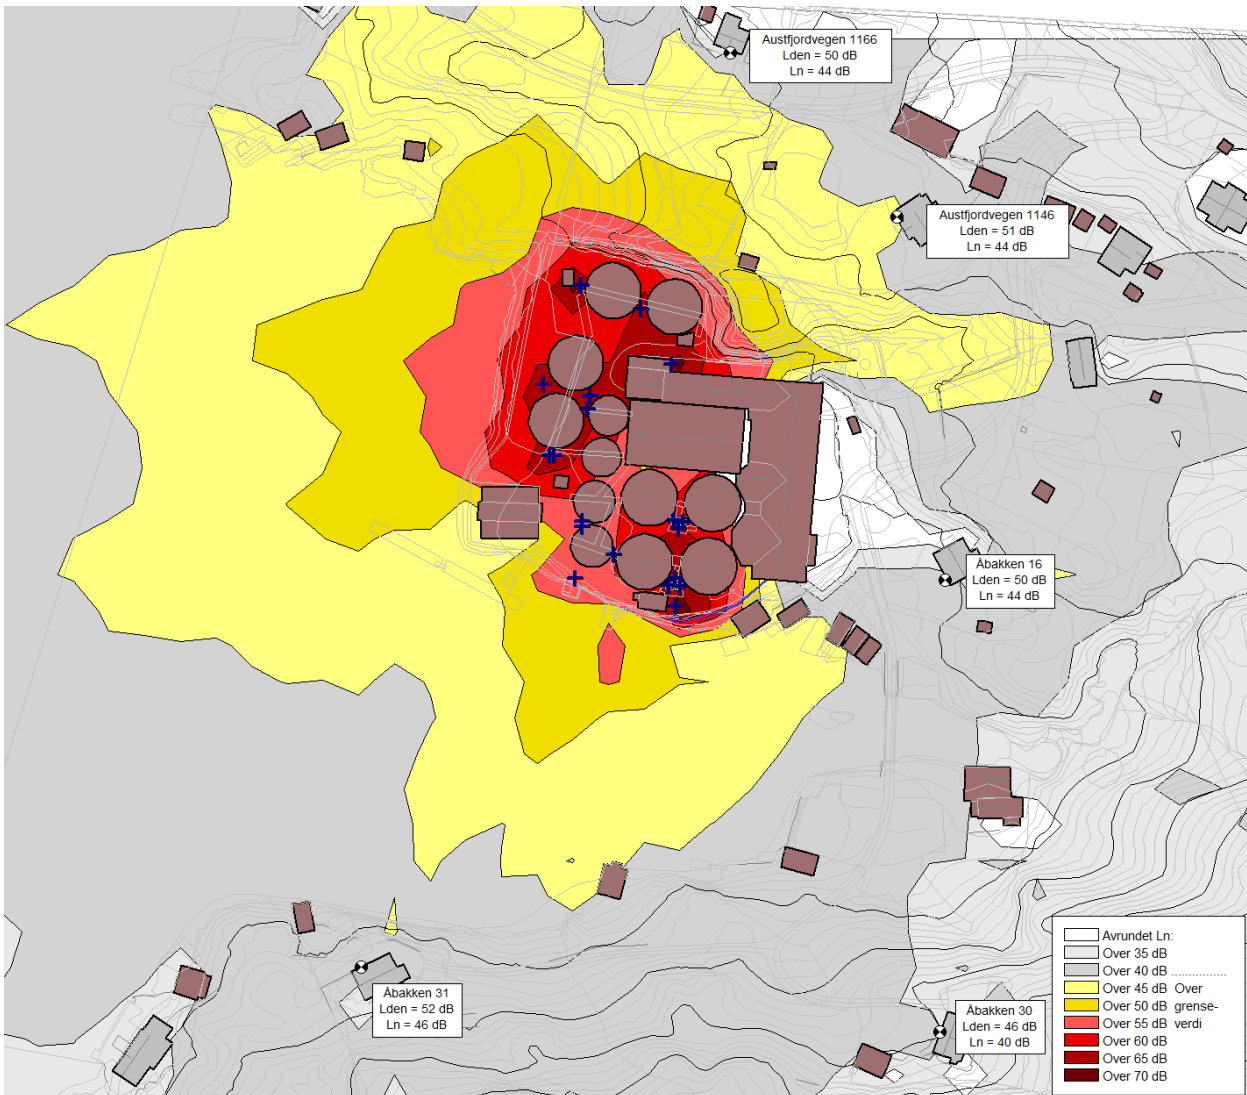 Austfjordvegen 1166
Lden = 50 dB
Ln = 44 dB
Austfjordvegen 1146
Lden = 51 dB
Ln = 44 dB
Åbakken 16
Lden = 50 dB
Ln = 44 dB
Åbakken 31
Lden = 52 dB
Ln = 46 dB
Åbakken 30
Lden = 46 dB
Ln = 40 dB
Avrundet Ln:
Over 35 dB
Over 40 dB ................
Over 45 dB Over
Over 50 dB grense-
Over 55 dB verdi
Over 60 dB
Over 65 dB
Over 70 dB